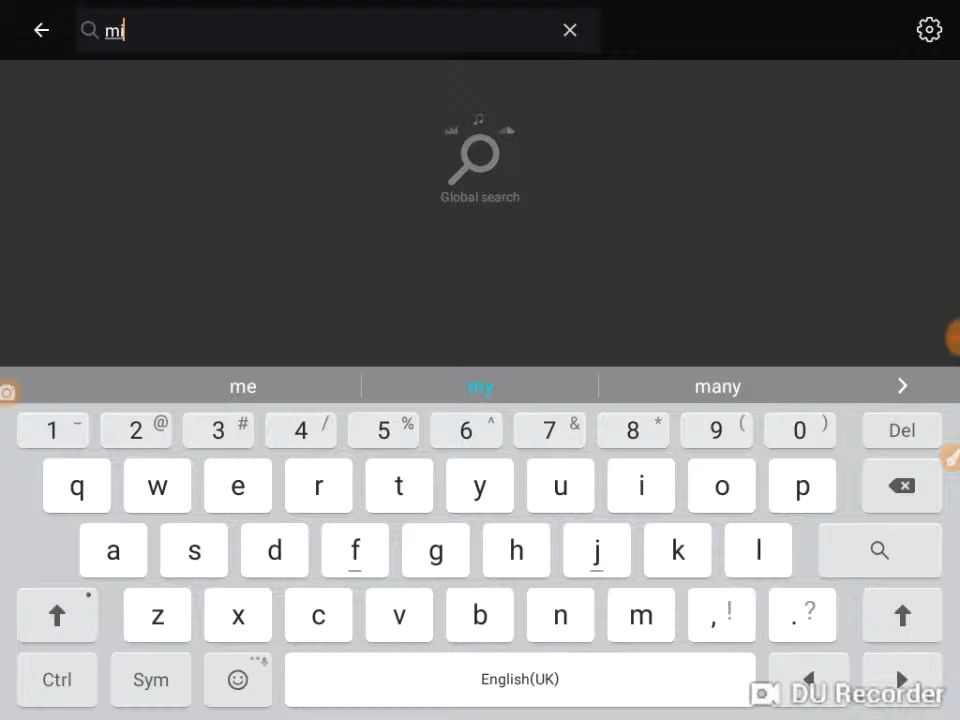 mi
Global search
me my many
1 - 2 @ 3 # 4 / 5 % 6 ^ 7 & 8 * 9 ( 0 ) Del
q w e r t y u i o p
a s d f g h j k l
z x c v b n m , ! . ?
Ctrl Sym English(UK)
DU Recorder